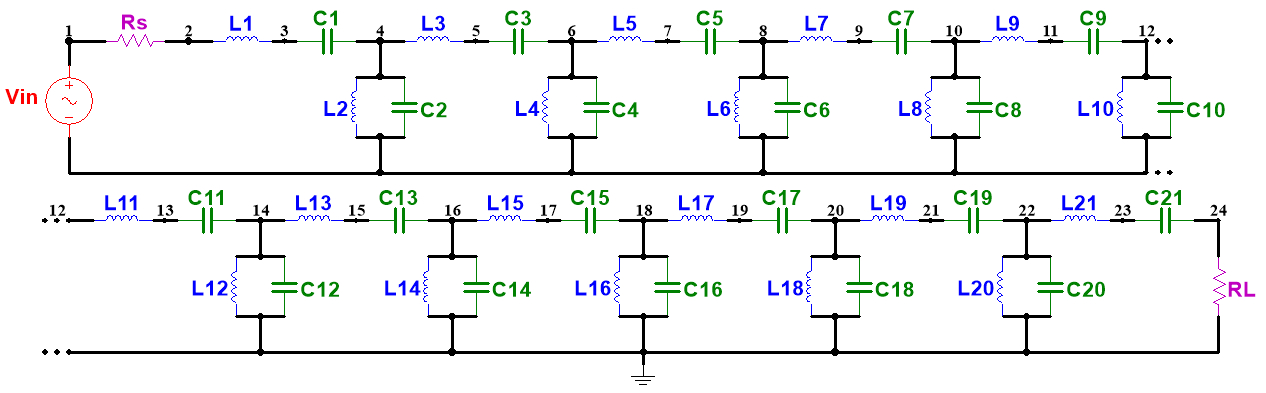 Rs L1 C1 L3 C3 L5 C5 L7 C7 L9 C9
1 2 3 4 5 6 7 8 9 10 11 12
Vin + − L2 C2 L4 C4 L6 C6 L8 C8 L10 C10
L11 C11 L13 C13 L15 C15 L17 C17 L19 C19 L21 C21
12 13 14 15 16 17 18 19 20 21 22 23 24
L12 C12 L14 C14 L16 C16 L18 C18 L20 C20 RL